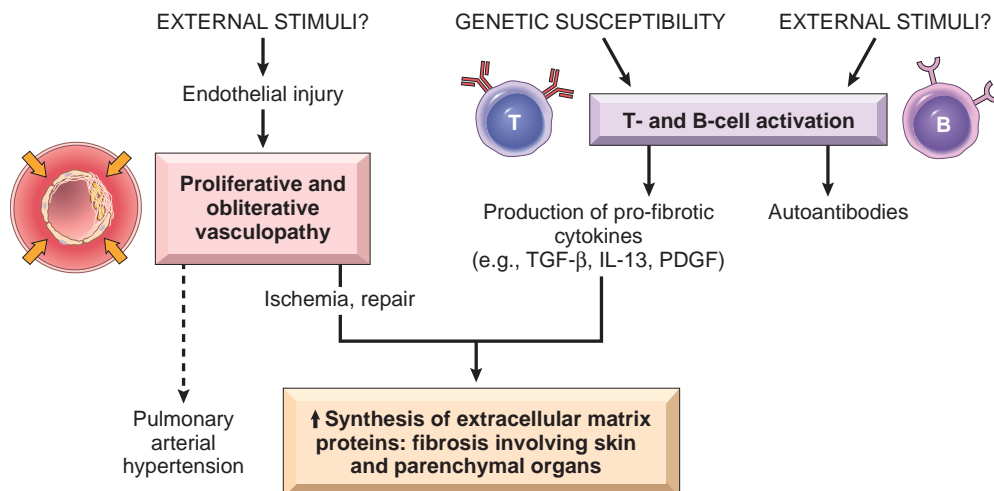 EXTERNAL STIMULI?
GENETIC SUSCEPTIBILITY
EXTERNAL STIMULI?
Endothelial injury
T
T- and B-cell activation
B
Proliferative and
obliterative
vasculopathy
Production of pro-fibrotic
cytokines
(e.g., TGF-β, IL-13, PDGF)
Autoantibodies
Ischemia, repair
Pulmonary
arterial
hypertension
Synthesis of extracellular matrix
proteins: fibrosis involving skin
and parenchymal organs